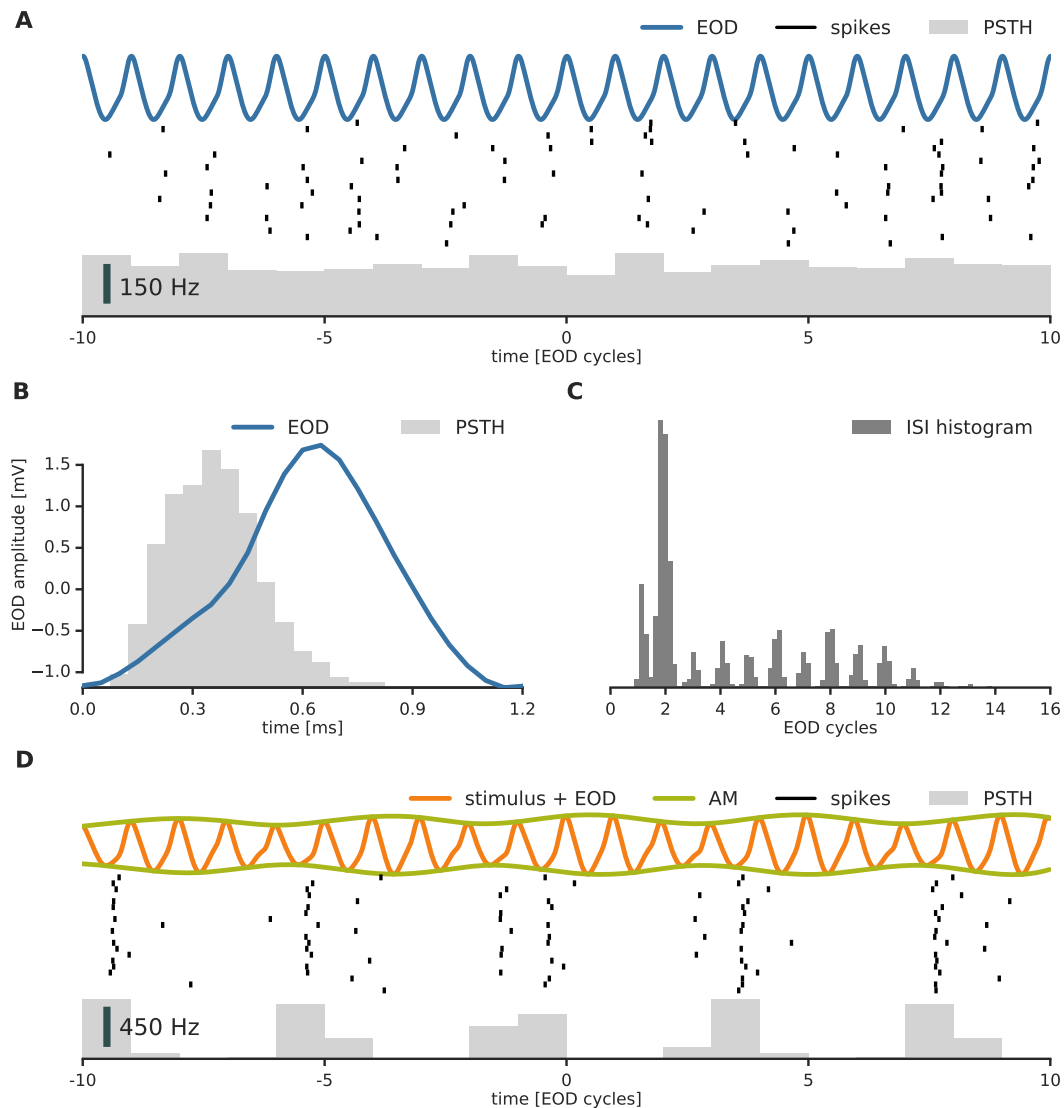 A
EOD spikes PSTH
150 Hz
-10 -5 0 5 10
time [EOD cycles]
B
EOD PSTH
EOD amplitude [mV]
1.5
1.0
0.5
0.0
−0.5
−1.0
0.0 0.3 0.6 0.9 1.2
time [ms]
C
ISI histogram
0 2 4 6 8 10 12 14 16
EOD cycles
D
stimulus + EOD AM spikes PSTH
450 Hz
-10 -5 0 5 10
time [EOD cycles]